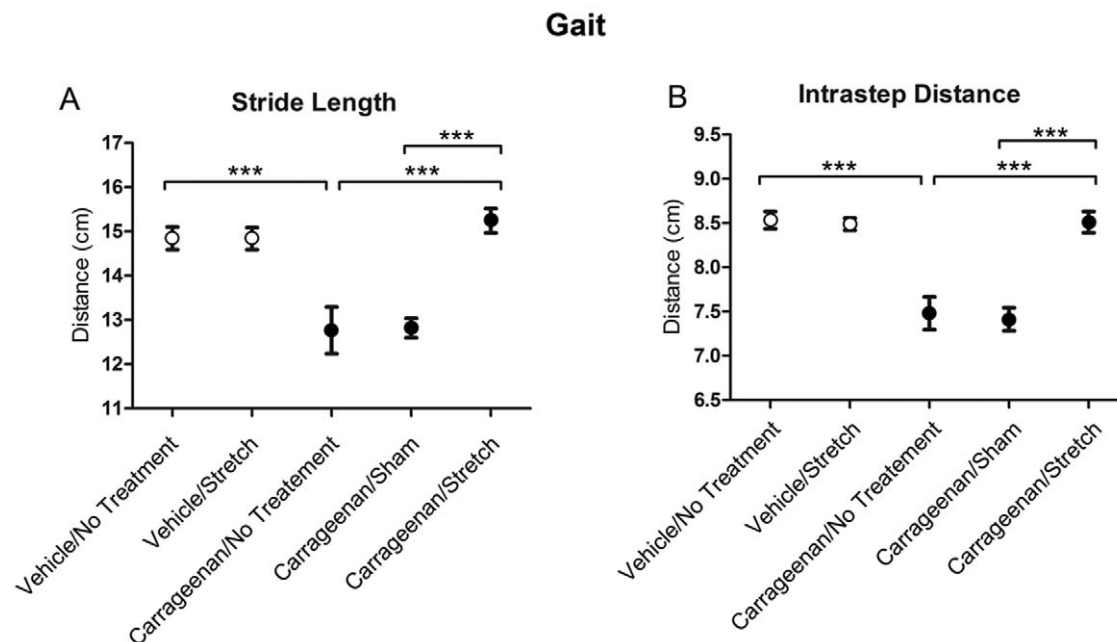 Gait
A
Stride Length
Distance (cm)
17
16
15
14
13
12
11
***
***
***
Vehicle/No Treatment
Vehicle/Stretch
Carrageenan/No Treatement
Carrageenan/Sham
Carrageenan/Stretch
B
Intrastep Distance
Distance (cm)
9.5
9.0
8.5
8.0
7.5
7.0
6.5
***
***
***
Vehicle/No Treatment
Vehicle/Stretch
Carrageenan/No Treatement
Carrageenan/Sham
Carrageenan/Stretch